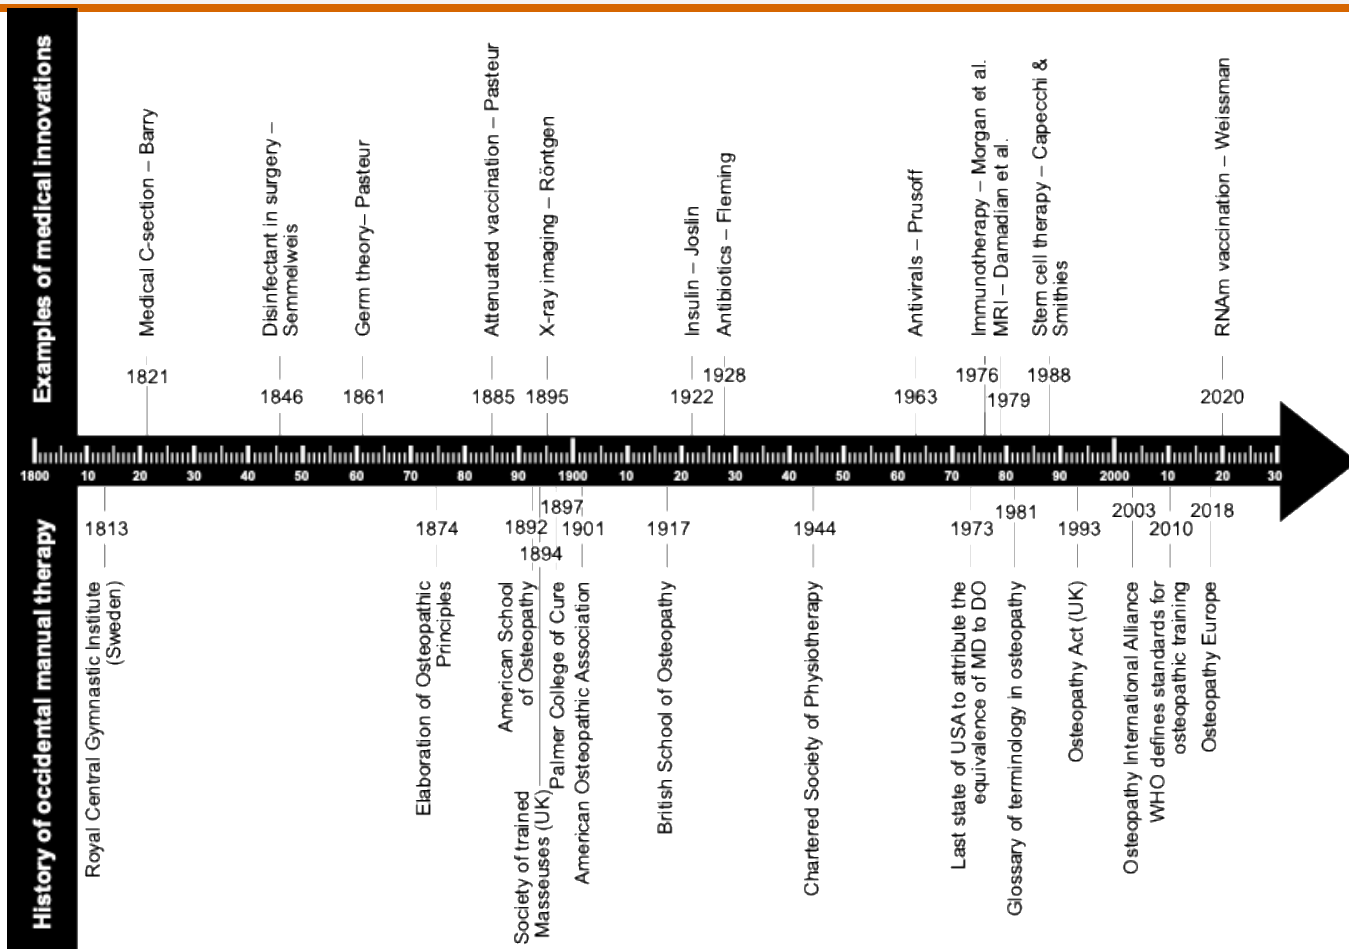 Examples of medical innovations
Medical C-section – Barry
Disinfectant in surgery –
Semmelweis
Germ theory– Pasteur
Attenuated vaccination – Pasteur
X-ray imaging – Röntgen
Insulin – Joslin
Antibiotics – Fleming
Antivirals – Prusoff
Immunotherapy – Morgan et al.
MRI – Damadian et al.
Stem cell therapy – Capecchi &
Smithies
RNAm vaccination – Weissman
1821
1846
1861
1885
1895
1922
1928
1963
1976
1979
1988
2020
1800 10 20 30 40 50 60 70 80 90 1900 10 20 30 40 50 60 70 80 90 2000 10 20 30
History of occidental manual therapy
1813
1874
1892
1894
1897
1901
1917
1944
1973
1981
1993
2003
2010
2018
Royal Central Gymnastic Institute
(Sweden)
Elaboration of Osteopathic
Principles
American School
of Osteopathy
Society of trained
Masseuses (UK)
Palmer College of Cure
American Osteopathic Association
British School of Osteopathy
Chartered Society of Physiotherapy
Last state of USA to attribute the
equivalence of MD to DO
Glossary of terminology in osteopathy
Osteopathy Act (UK)
Osteopathy International Alliance
WHO defines standards for
osteopathic training
Osteopathy Europe